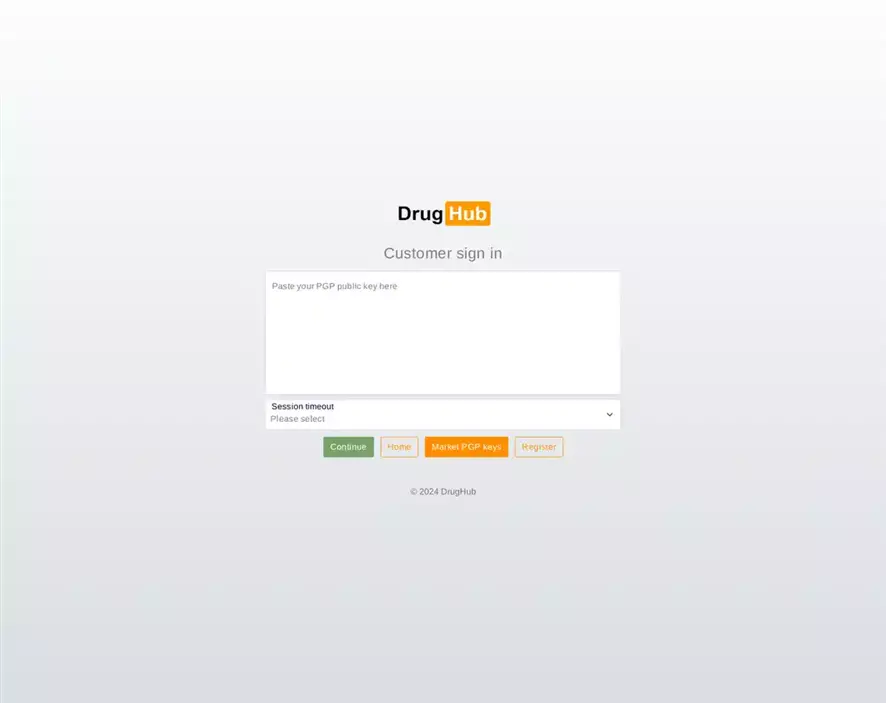 Drug Hub
Customer sign in
Paste your PGP public key here
Session timeout
Please select
Continue Home Market PGP keys Register
© 2024 DrugHub